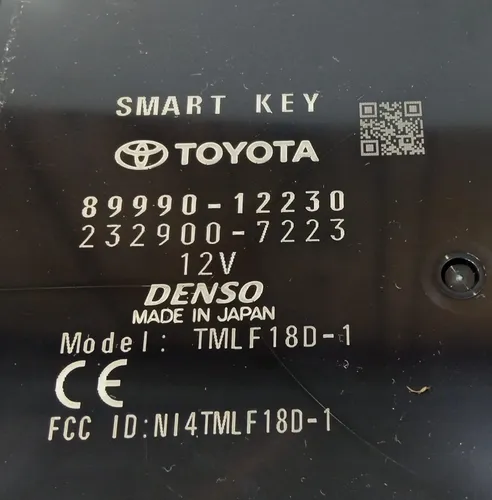 SMART KEY
TOYOTA
89990-12230
232900-7223
12V
DENSO
MADE IN JAPAN
Model: TMLF18D-1
CE
FCC ID:NI4TMLF18D-1